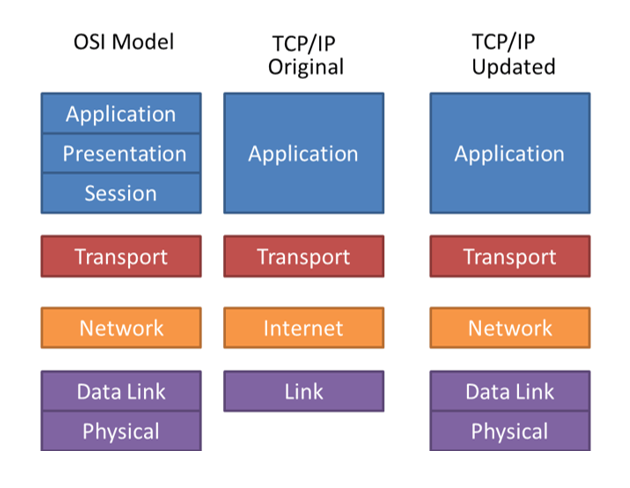 OSI Model
TCP/IP
Original
TCP/IP
Updated
Application
Presentation
Session
Application
Application
Transport
Transport
Transport
Network
Internet
Network
Data Link
Link
Data Link
Physical
Physical